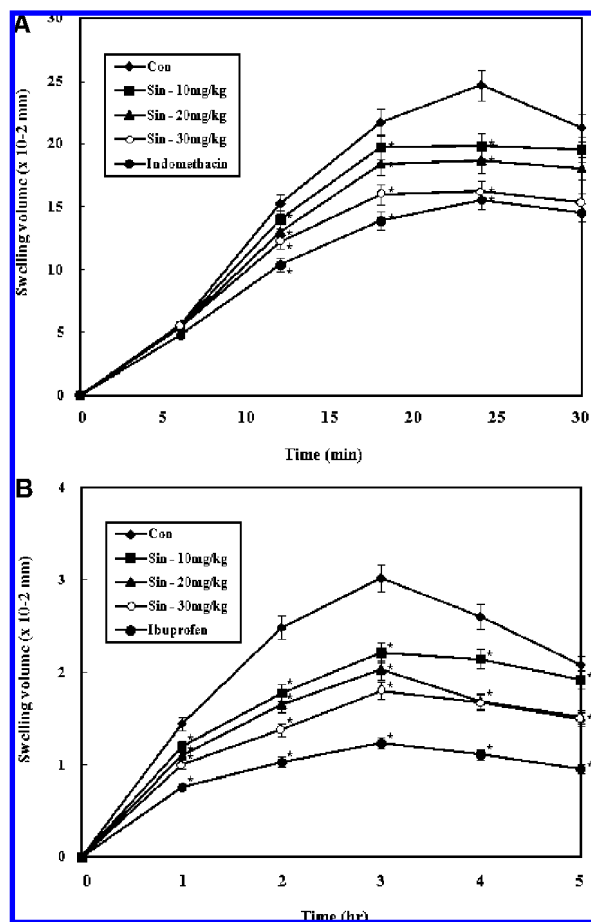 A
30
25
20
15
10
5
0
Swelling volume (x 10-2 mm)
Con
Sin - 10mg/kg
Sin - 20mg/kg
Sin - 30mg/kg
Indomethacin
* * *
* * *
* * *
* * *
0 5 10 15 20 25 30
Time (min)
B
4
3
2
1
0
Swelling volume (x 10-2 mm)
Con
Sin - 10mg/kg
Sin - 20mg/kg
Sin - 30mg/kg
Ibuprofen
* * * * *
* * * * *
* * * * *
* * * * *
0 1 2 3 4 5
Time (hr)